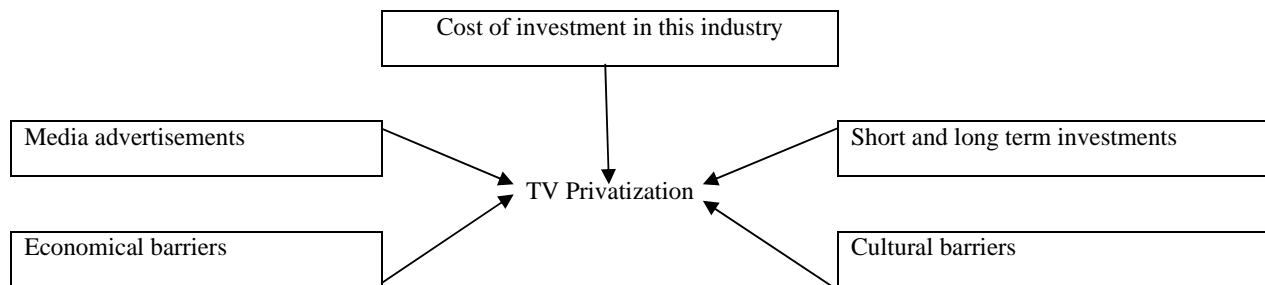 Cost of investment in this industry
Media advertisements
Short and long term investments
TV Privatization
Economical barriers
Cultural barriers